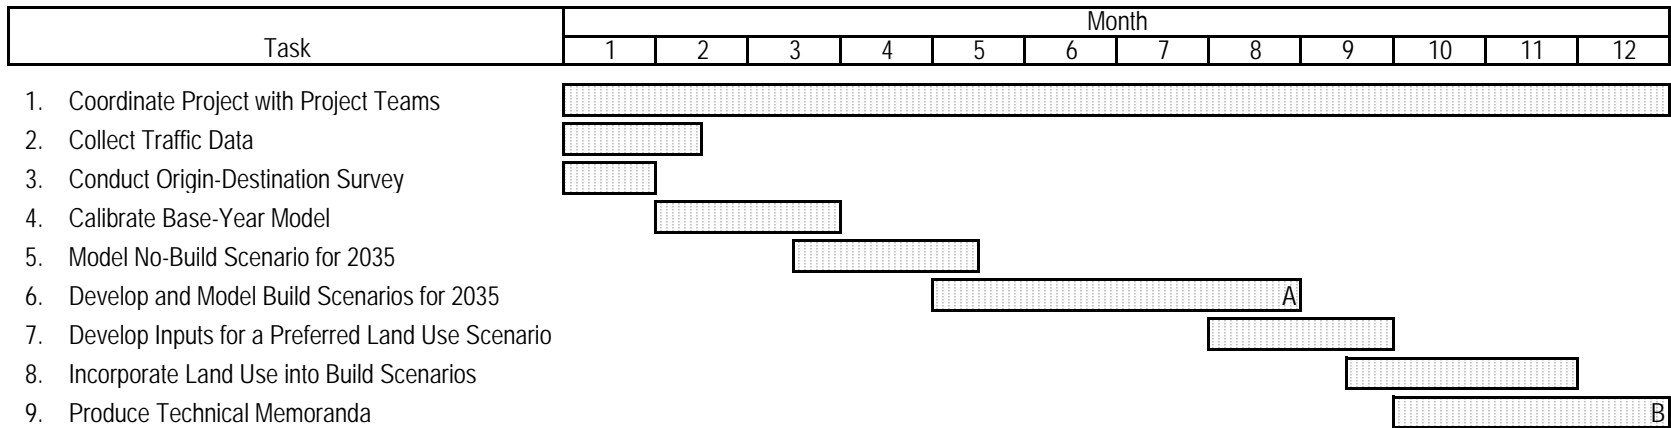 Month
Task 1 2 3 4 5 6 7 8 9 10 11 12
1. Coordinate Project with Project Teams
2. Collect Traffic Data
3. Conduct Origin-Destination Survey
4. Calibrate Base-Year Model
5. Model No-Build Scenario for 2035
6. Develop and Model Build Scenarios for 2035 A
7. Develop Inputs for a Preferred Land Use Scenario
8. Incorporate Land Use into Build Scenarios
9. Produce Technical Memoranda B